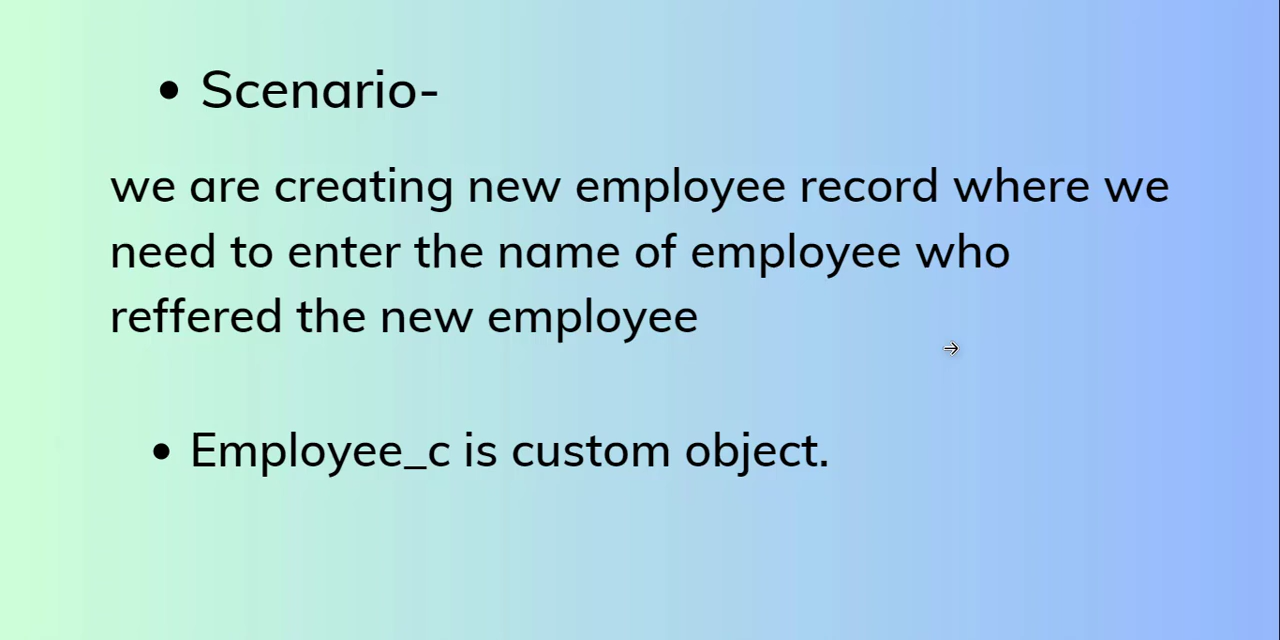 • Scenario-
we are creating new employee record where we
need to enter the name of employee who
reffered the new employee
• Employee_c is custom object.